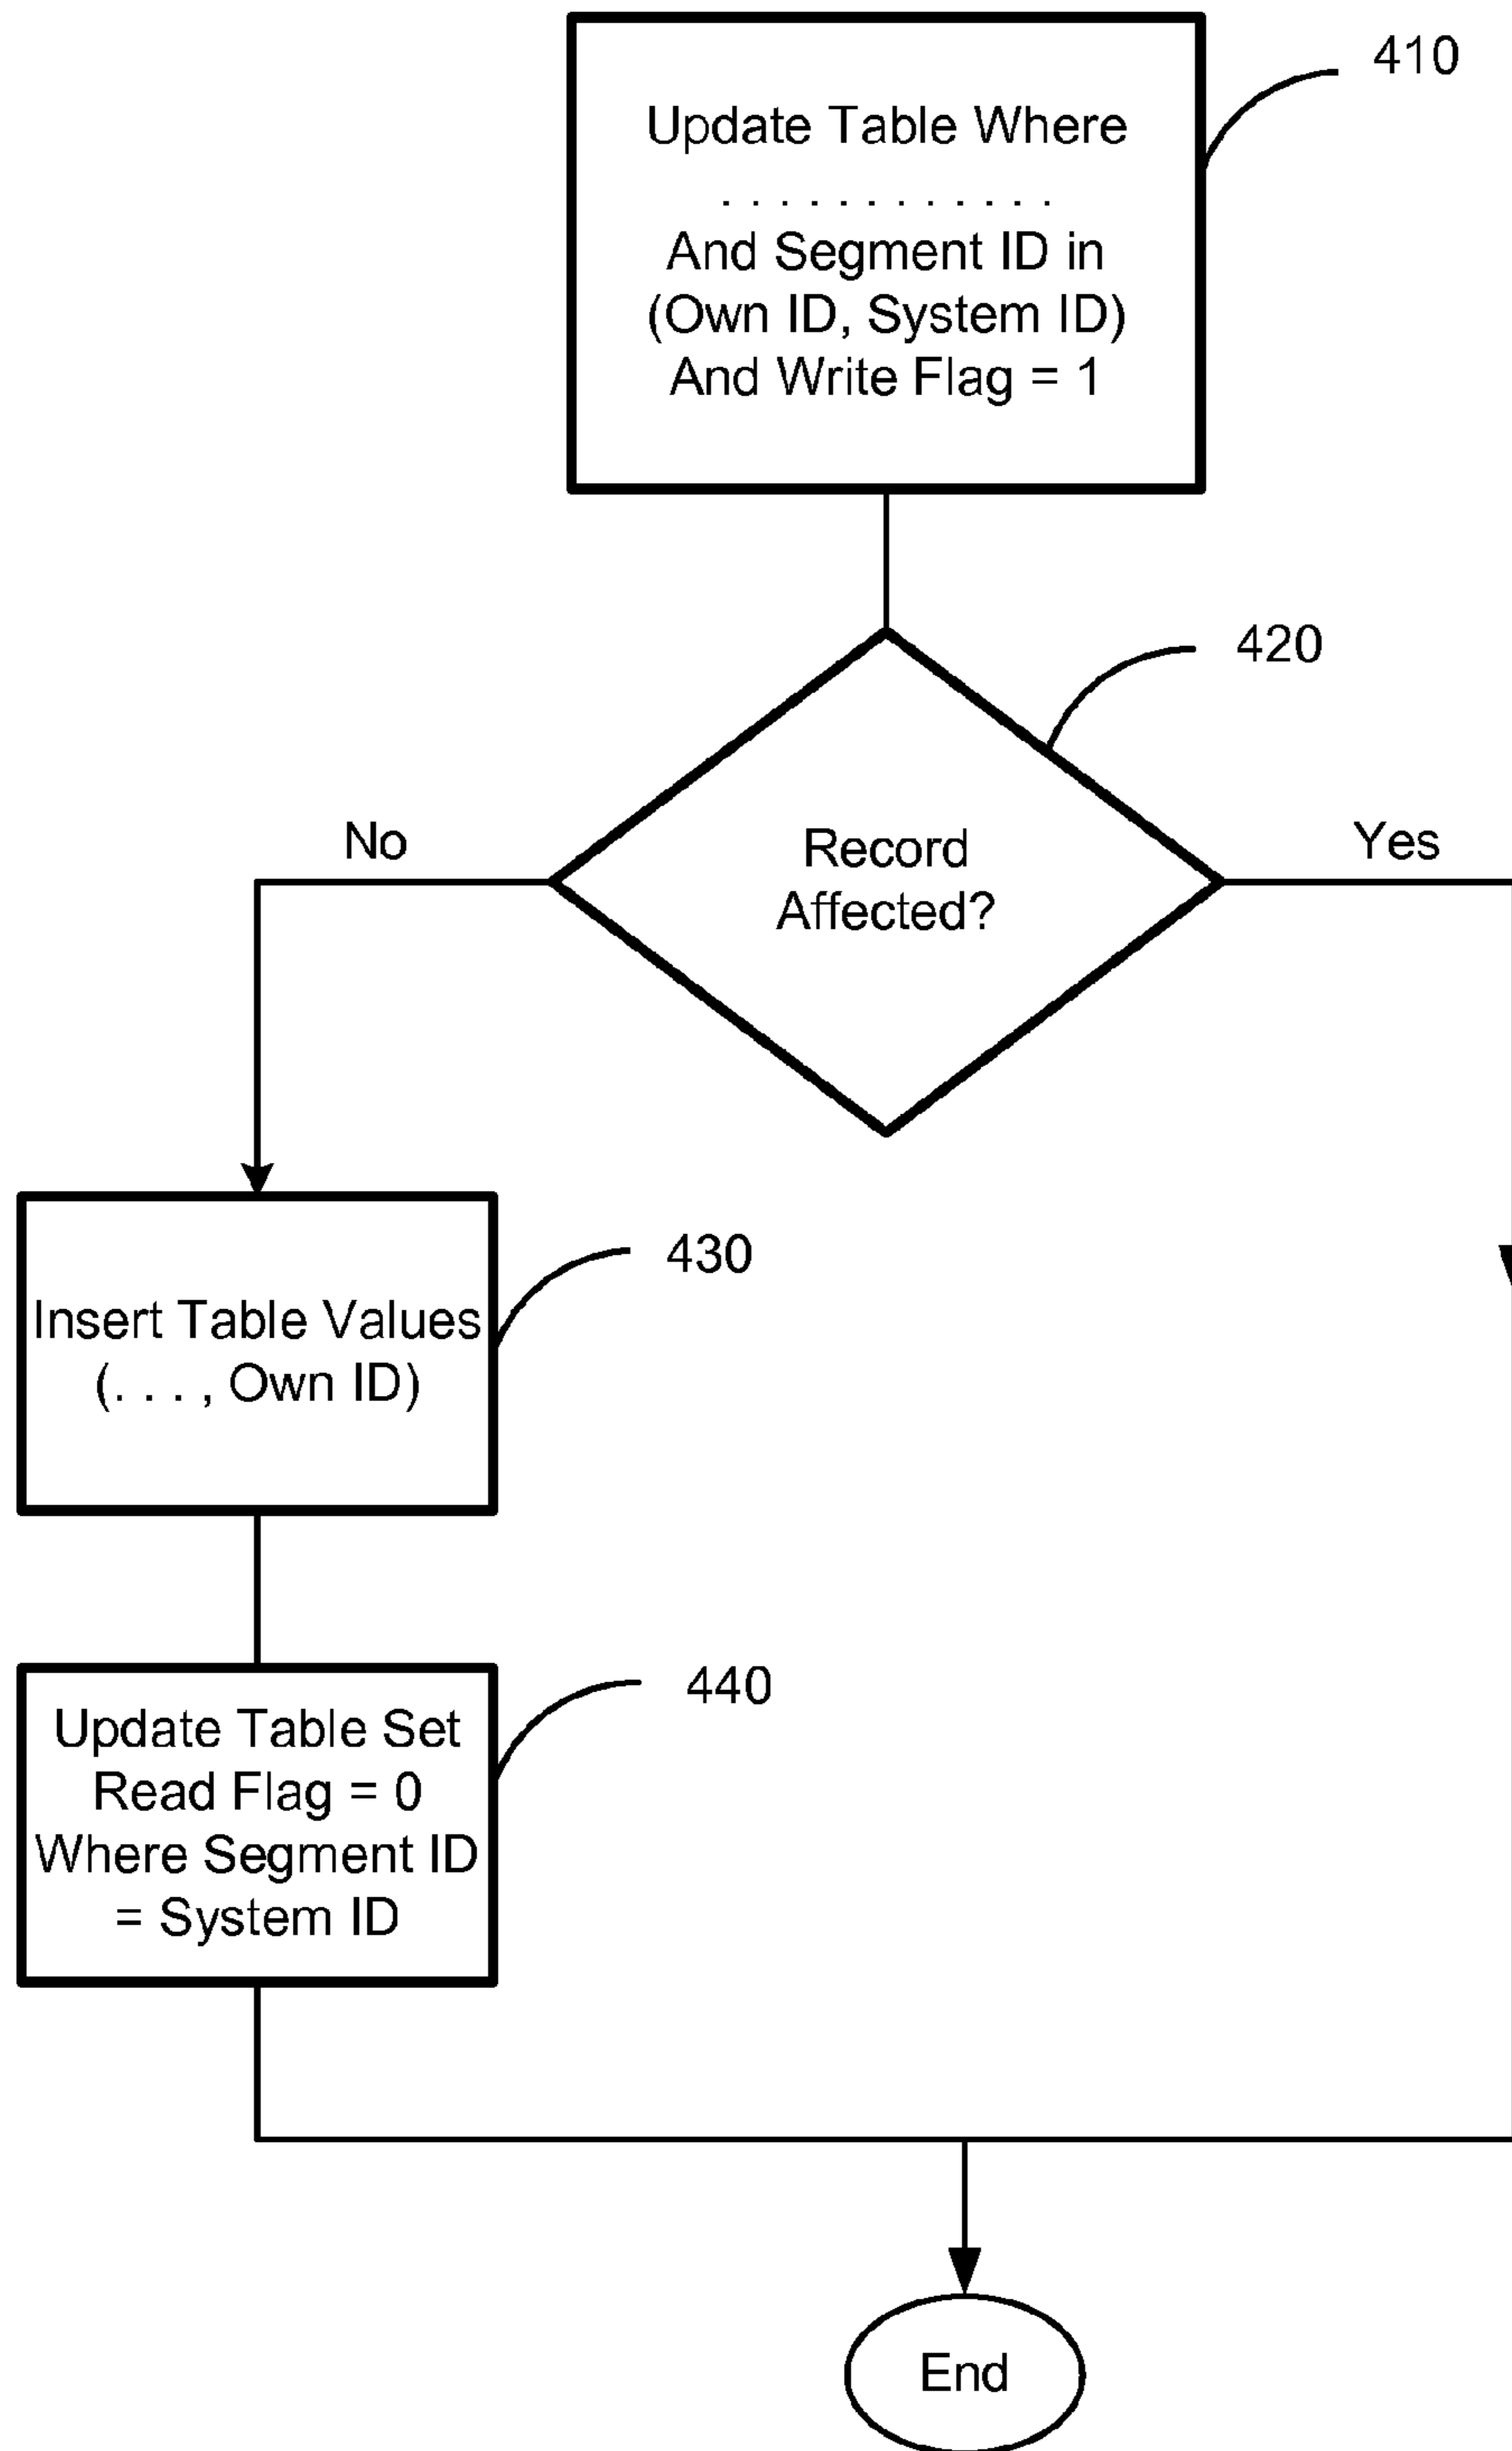 410
Update Table Where
. . . . . . . . . . . .
And Segment ID in
(Own ID, System ID)
And Write Flag = 1
420
No
Record
Affected?
Yes
430
Insert Table Values
(. . . , Own ID)
440
Update Table Set
Read Flag = 0
Where Segment ID
= System ID
End